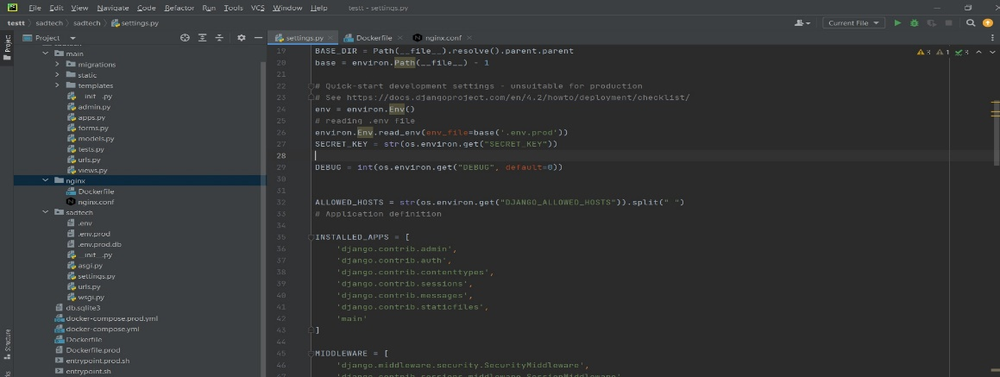 File Edit View Navigate Code Refactor Run Tools VCS Window Help testt - settings.py
testt sadtech sadtech settings.py Current File
Project
settings.py Dockerfile nginx.conf
Project
main
migrations
static
templates
__init__.py
admin.py
apps.py
forms.py
models.py
tests.py
urls.py
views.py
nginx
Dockerfile
nginx.conf
sadtech
.env
.env.prod
.env.prod.db
__init__.py
asgi.py
settings.py
urls.py
wsgi.py
db.sqlite3
docker-compose.prod.yml
docker-compose.yml
Dockerfile
Dockerfile.prod
entrypoint.prod.sh
entrypoint.sh
Structure
3 1 3
19 BASE_DIR = Path(__file__).resolve().parent.parent
20 base = environ.Path(__file__) - 1
21
22 # Quick-start development settings - unsuitable for production
23 # See https://docs.djangoproject.com/en/4.2/howto/deployment/checklist/
24 env = environ.Env()
25 # reading .env file
26 environ.Env.read_env(env_file=base('.env.prod'))
27 SECRET_KEY = str(os.environ.get("SECRET_KEY"))
28
29 DEBUG = int(os.environ.get("DEBUG", default=0))
30
31
32 ALLOWED_HOSTS = str(os.environ.get("DJANGO_ALLOWED_HOSTS")).split(" ")
33 # Application definition
34
35 INSTALLED_APPS = [
36 'django.contrib.admin',
37 'django.contrib.auth',
38 'django.contrib.contenttypes',
39 'django.contrib.sessions',
40 'django.contrib.messages',
41 'django.contrib.staticfiles',
42 'main'
43 ]
44
45 MIDDLEWARE = [
46 'django.middleware.security.SecurityMiddleware',
47 'django.contrib.sessions.middleware.SessionMiddleware'